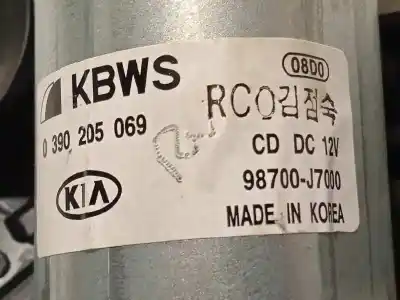 KBWS
08D0
0 390 205 069
RCO김점숙
CD DC 12V
KIA
98700-J7000
MADE IN KOREA